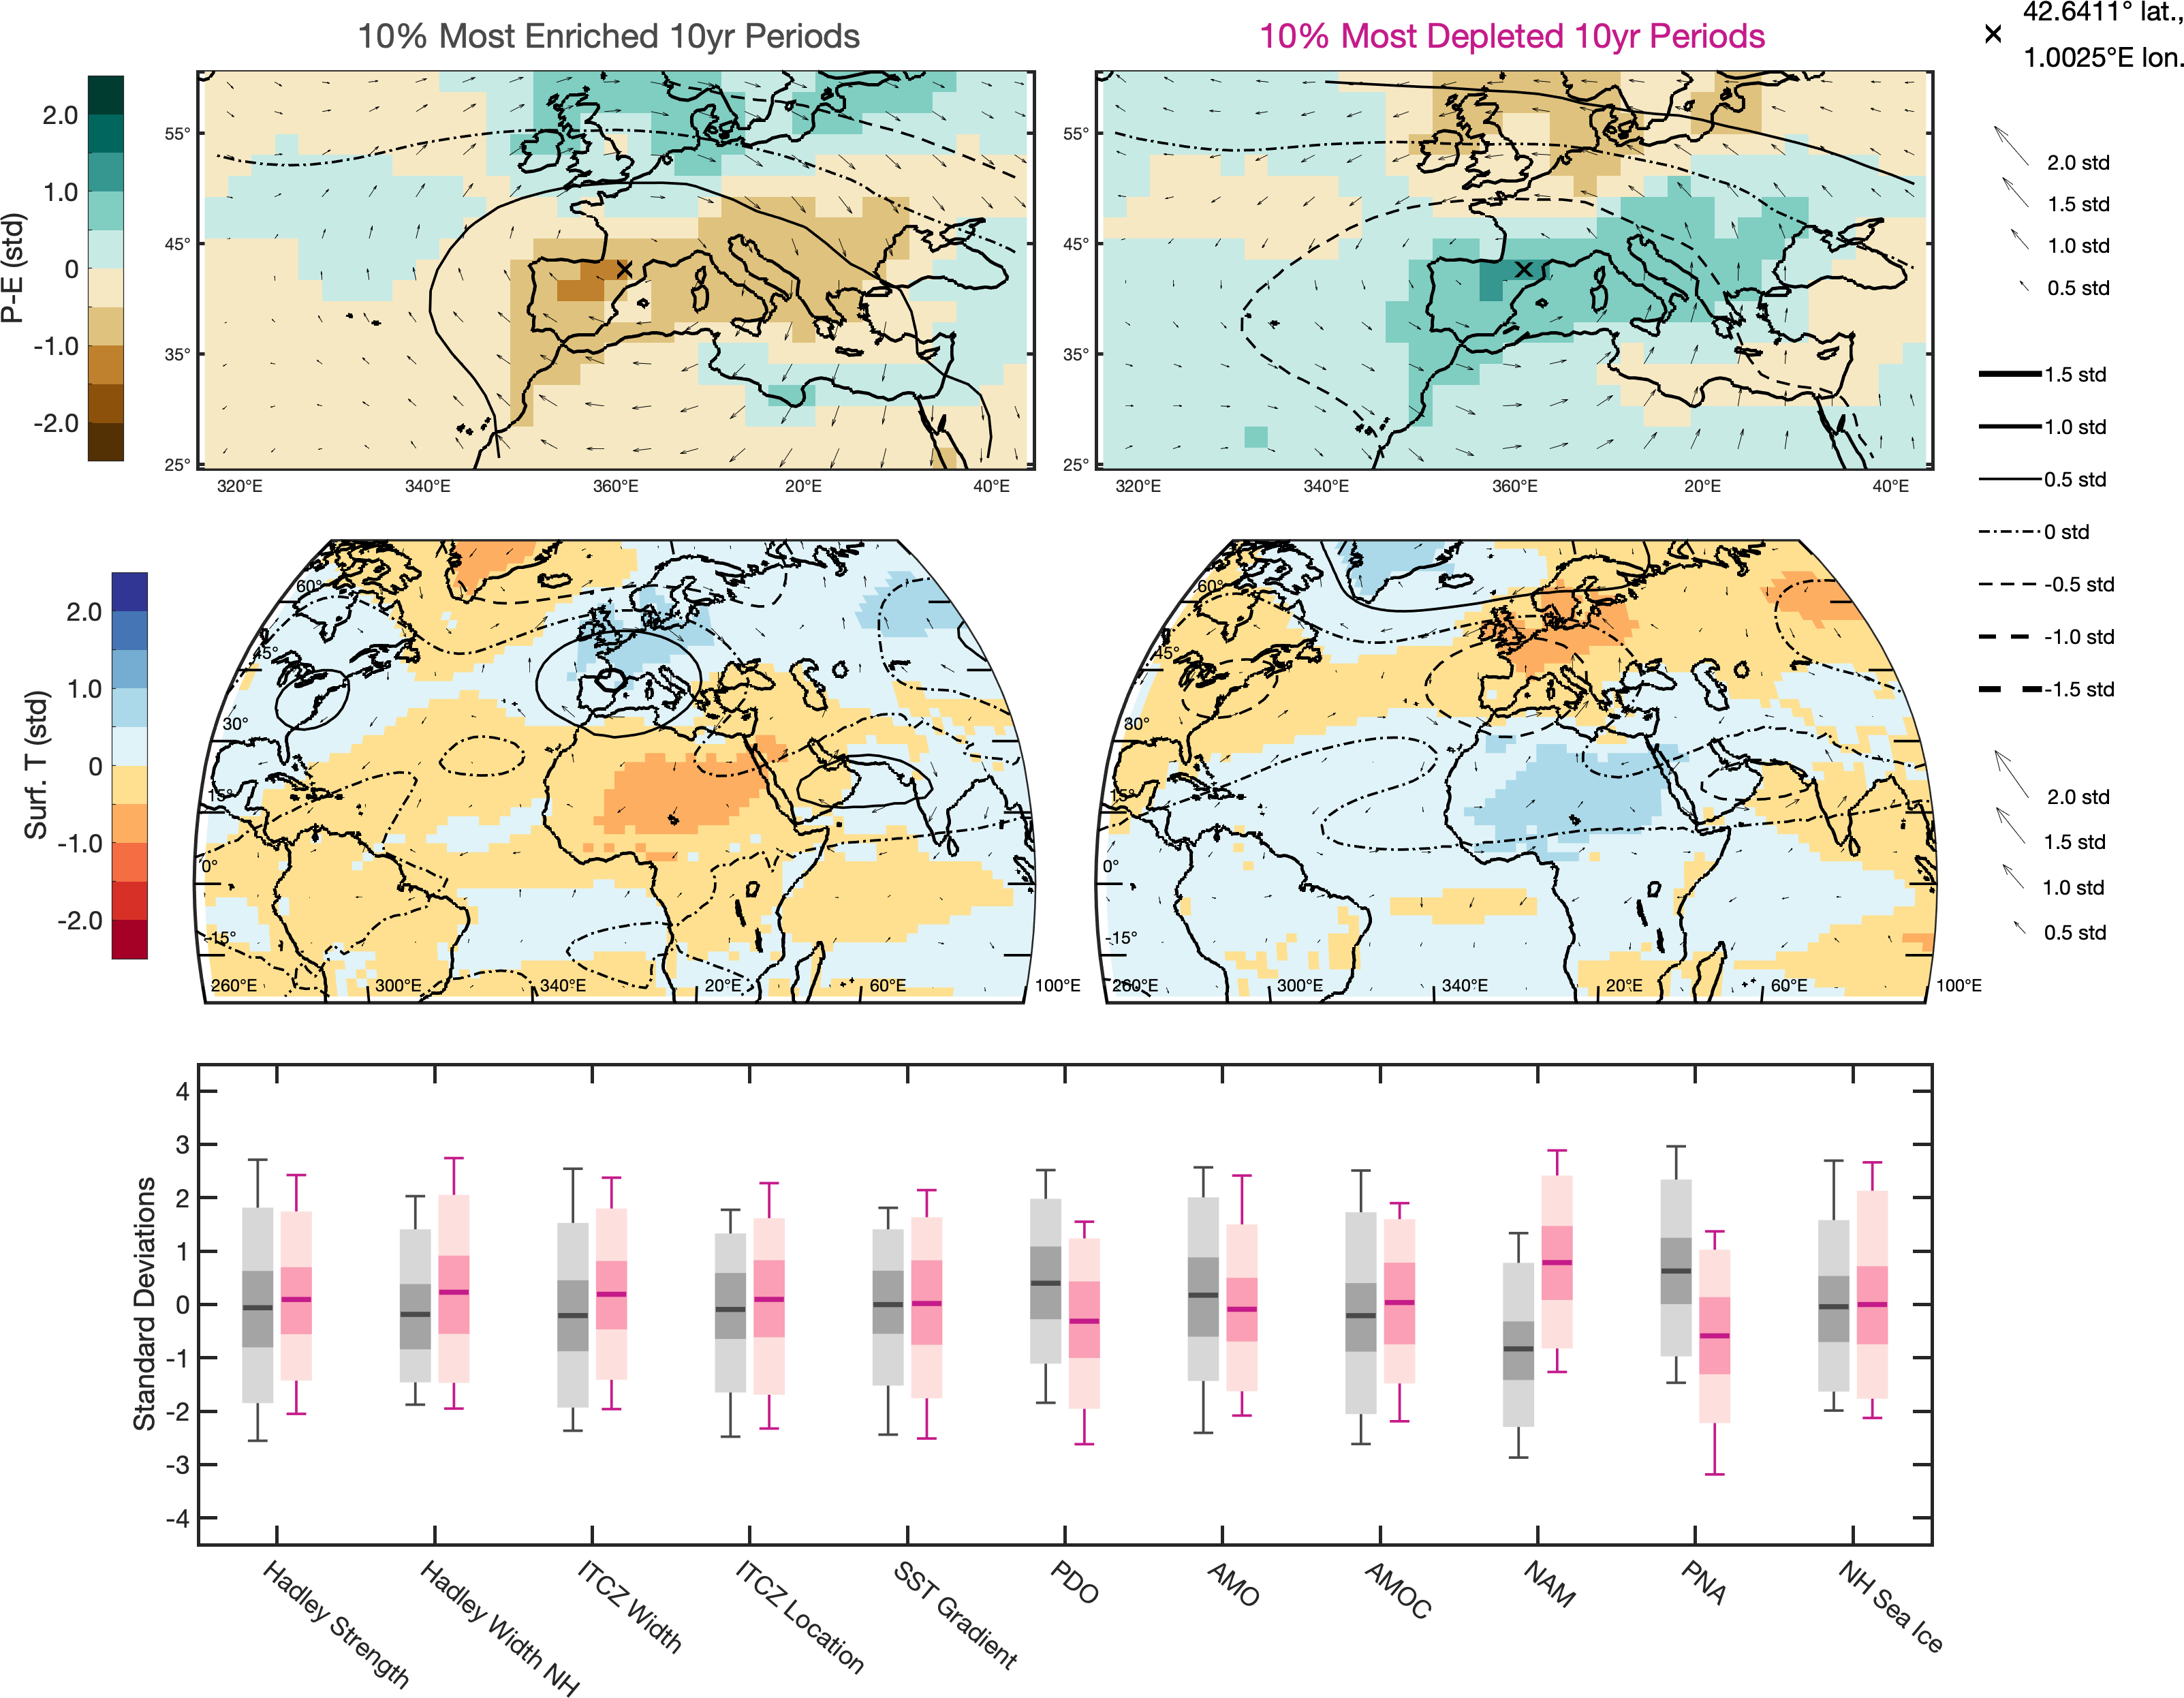 10% Most Enriched 10yr Periods
10% Most Depleted 10yr Periods
42.6411° lat.,
1.0025°E lon.
P-E (std)
2.0
1.0
0
-1.0
-2.0
55°
45°
35°
25°
320°E
340°E
360°E
20°E
40°E
55°
45°
35°
25°
320°E
340°E
360°E
20°E
40°E
2.0 std
1.5 std
1.0 std
0.5 std
1.5 std
1.0 std
0.5 std
0 std
-0.5 std
-1.0 std
-1.5 std
Surf. T (std)
2.0
1.0
0
-1.0
-2.0
60°
45°
30°
15°
0°
-15°
260°E
300°E
340°E
20°E
60°E
100°E
60°
45°
30°
15°
0°
-15°
260°E
300°E
340°E
20°E
60°E
100°E
2.0 std
1.5 std
1.0 std
0.5 std
Standard Deviations
4
3
2
1
0
-1
-2
-3
-4
Hadley Strength
Hadley Width NH
ITCZ Width
ITCZ Location
SST Gradient
PDO
AMO
AMOC
NAM
PNA
NH Sea Ice